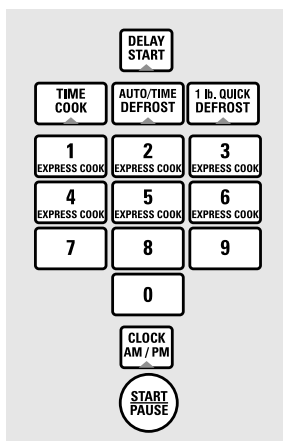 DELAY
START
TIME
COOK
AUTO/TIME
DEFROST
1 lb. QUICK
DEFROST
1
EXPRESS COOK
2
EXPRESS COOK
3
EXPRESS COOK
4
EXPRESS COOK
5
EXPRESS COOK
6
EXPRESS COOK
7
8
9
0
CLOCK
AM / PM
START
PAUSE